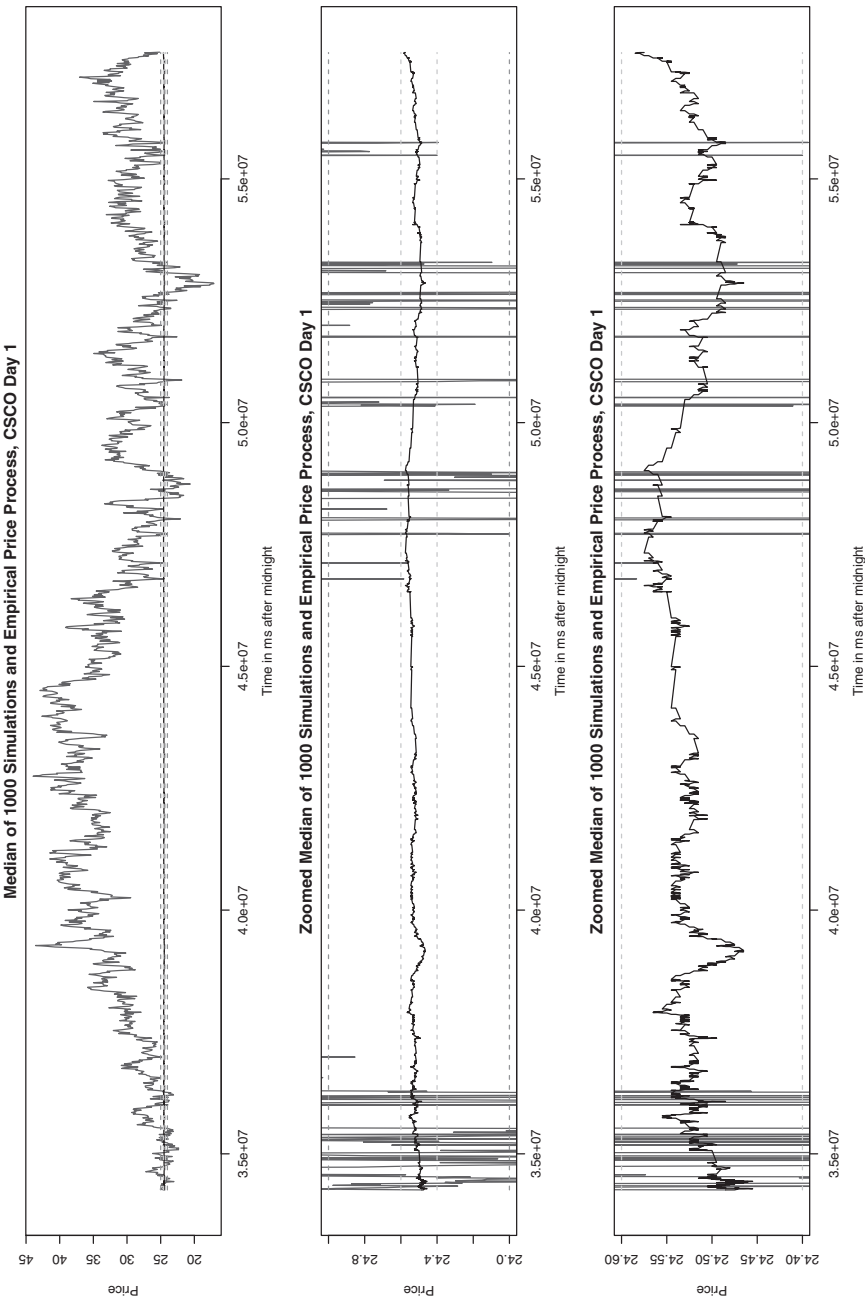 Median of 1000 Simulations and Empirical Price Process, CSCO Day 1
Price
45
40
35
30
25
20
3.5e+07
4.0e+07
4.5e+07
5.0e+07
5.5e+07
Time in ms after midnight
Zoomed Median of 1000 Simulations and Empirical Price Process, CSCO Day 1
Price
24.8
24.4
24.0
3.5e+07
4.0e+07
4.5e+07
5.0e+07
5.5e+07
Time in ms after midnight
Zoomed Median of 1000 Simulations and Empirical Price Process, CSCO Day 1
Price
24.60
24.55
24.50
24.45
24.40
3.5e+07
4.0e+07
4.5e+07
5.0e+07
5.5e+07
Time in ms after midnight